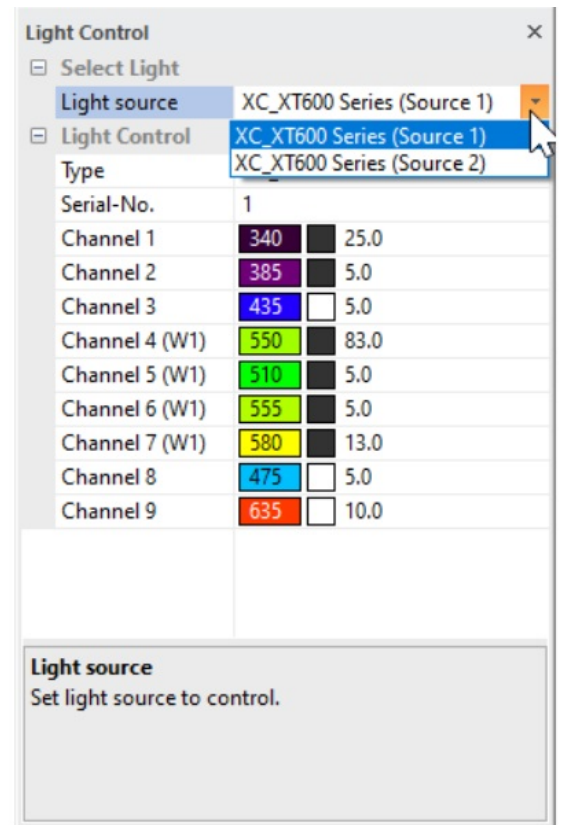 Light Control
Select Light
Light source XC_XT600 Series (Source 1)
Light Control XC_XT600 Series (Source 1)
Type XC_XT600 Series (Source 2)
Serial-No. 1
Channel 1 340 25.0
Channel 2 385 5.0
Channel 3 435 5.0
Channel 4 (W1) 550 83.0
Channel 5 (W1) 510 5.0
Channel 6 (W1) 555 5.0
Channel 7 (W1) 580 13.0
Channel 8 475 5.0
Channel 9 635 10.0
Light source
Set light source to control.